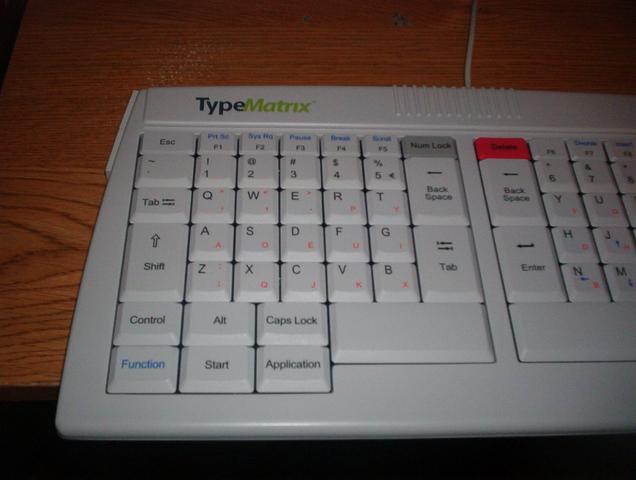 TypeMatrix
Esc Prt Sc F1 Sys Rq F2 Pause F3 Break F4 Scroll F5 Num Lock Delete F6 F7
~ ! 1 @ 2 # 3 $ 4 % 5 € ← Back Space ← Back Space ^ 6 & 7
Tab Q W E R P T Y Y F U
⇧ Shift A A S O D E F U G I Tab ↵ Enter H D J
Z : ; X Q C J V K B X N B M
Control Alt Caps Lock
Function Start Application